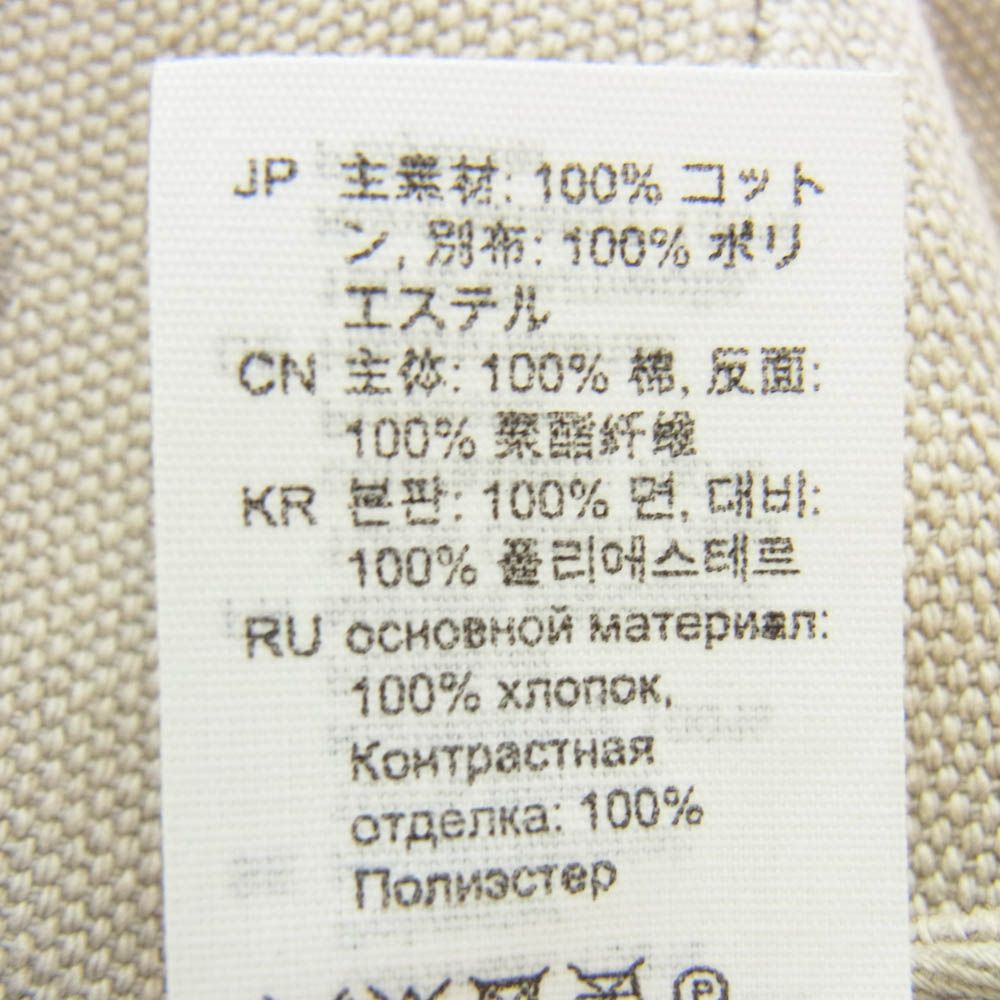 JP 主素材: 100% コット
ン, 別布: 100% ポリ
エステル
CN 主体: 100% 棉, 反面:
100% 聚酯纤维
KR 본판: 100% 면, 대비:
100% 폴리에스테르
RU основной материал:
100% хлопок,
Контрастная
отделка: 100%
Полиэстер
P